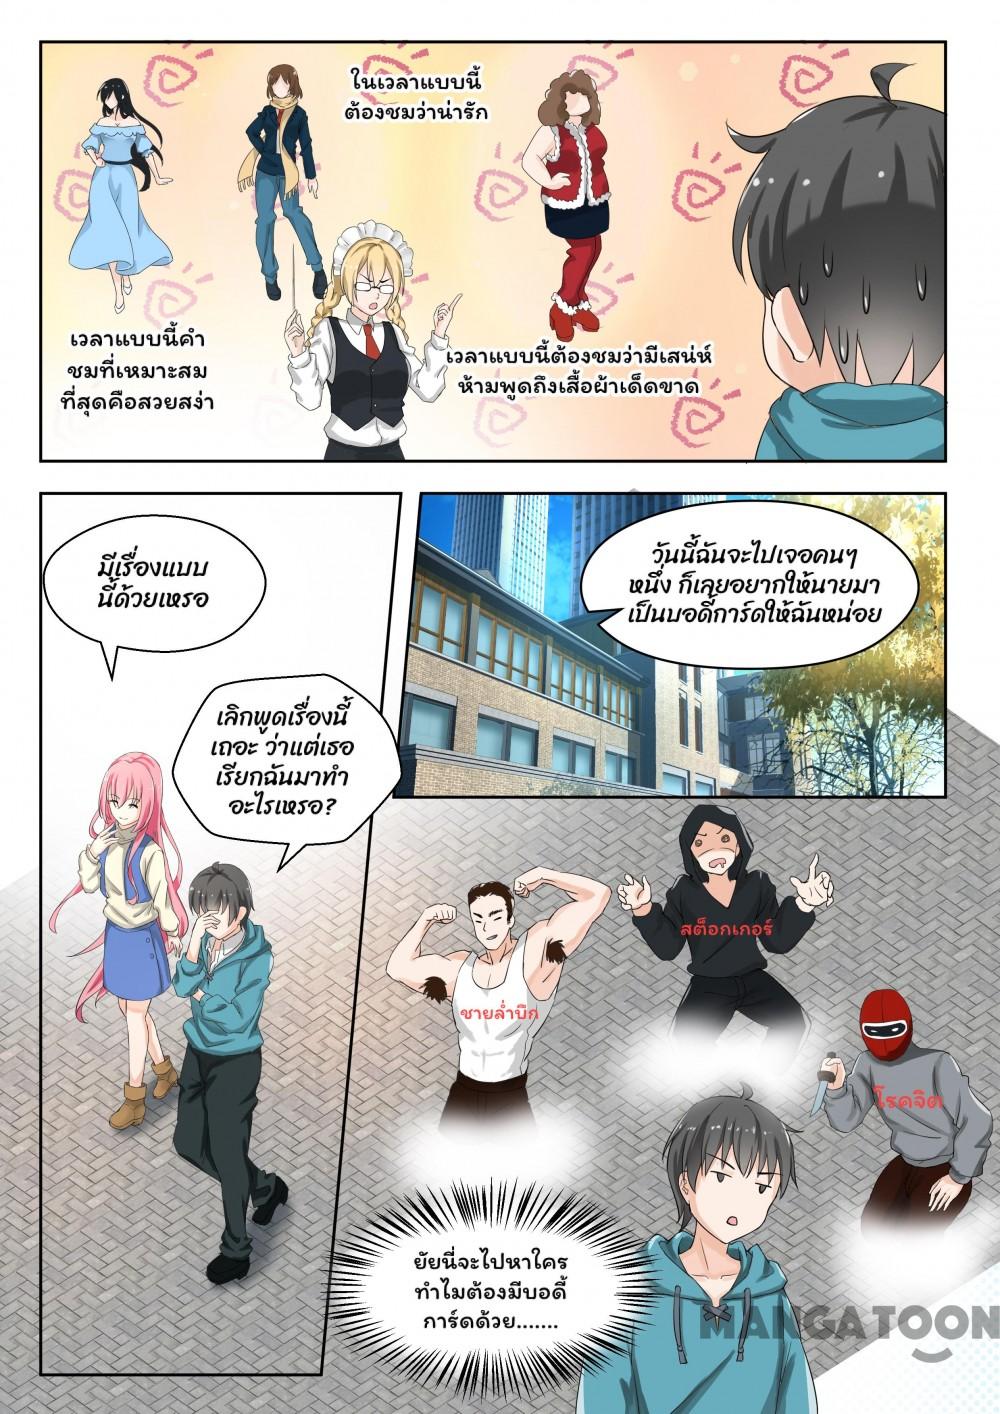 ในเวลาแบบนี้
ต้องชมว่าน่ารัก
เวลาแบบนี้คำ
ชมที่เหมาะสม
ที่สุดคือสวยสง่า
เวลาแบบนี้ต้องชมว่ามีเสน่ห์
ห้ามพูดถึงเสื้อผ้าเด็ดขาด
มีเรื่องแบบ
นี้ด้วยเหรอ
วันนี้ฉันจะไปเจอคนๆ
หนึ่ง ก็เลยอยากให้นายมา
เป็นบอดี้การ์ดให้ฉันหน่อย
เลิกพูดเรื่องนี้
เถอะ ว่าแต่เธอ
เรียกฉันมาทำ
อะไรเหรอ?
สต็อกเกอร์
ชายล่ำบึก
โรคจิต
ยัยนี่จะไปหาใคร
ทำไมต้องมีบอดี้
การ์ดด้วย.......
MANGATOON